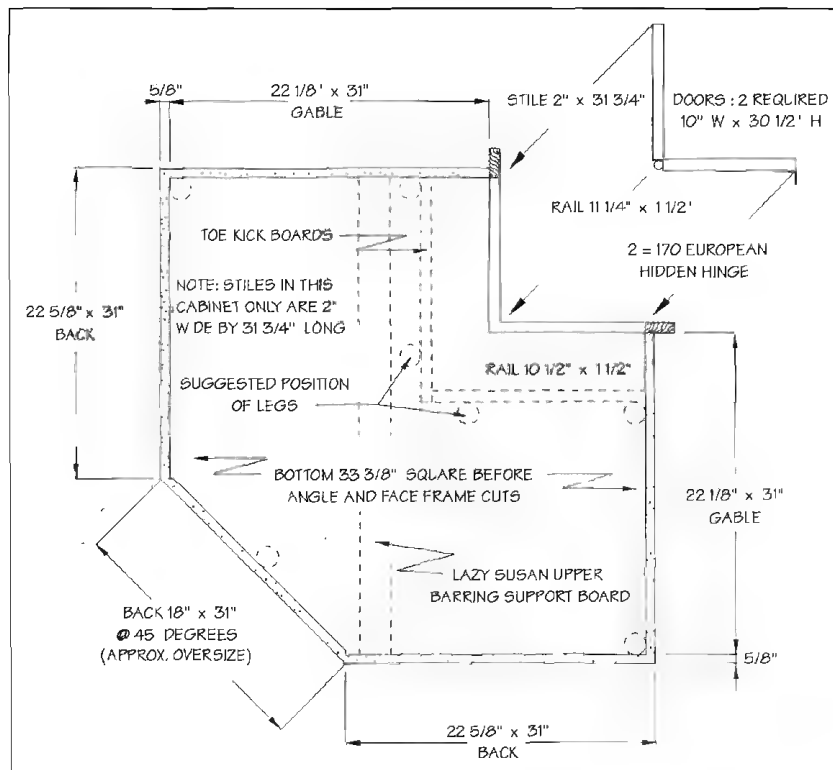 5/8"
22 1/8' x 31"
GABLE
STILE 2" x 31 3/4"
DOORS : 2 REQUIRED
10" W x 30 1/2' H
RAIL 11 1/4" x 1 1/2'
2 = 170 EUROPEAN
HIDDEN HINGE
TOE KICK BOARDS
NOTE: STILES IN THIS
CABINET ONLY ARE 2"
W DE BY 31 3/4" LONG
22 5/8" x 31"
BACK
SUGGESTED POSITION
OF LEGS
RAIL 10 1/2" x 1 1/2"
BOTTOM 33 3/8" SQLARE BEFORE
ANGLE AND FACE FRAME CUTS
22 1/8" x 31"
GABLE
LAZY SUSAN UPPER
BARRING SUPPORT BOARD
BACK 18" x 31"
@ 45 DEGREES
(APPROX. OVERSIZE)
5/8"
22 5/8" x 31"
BACK